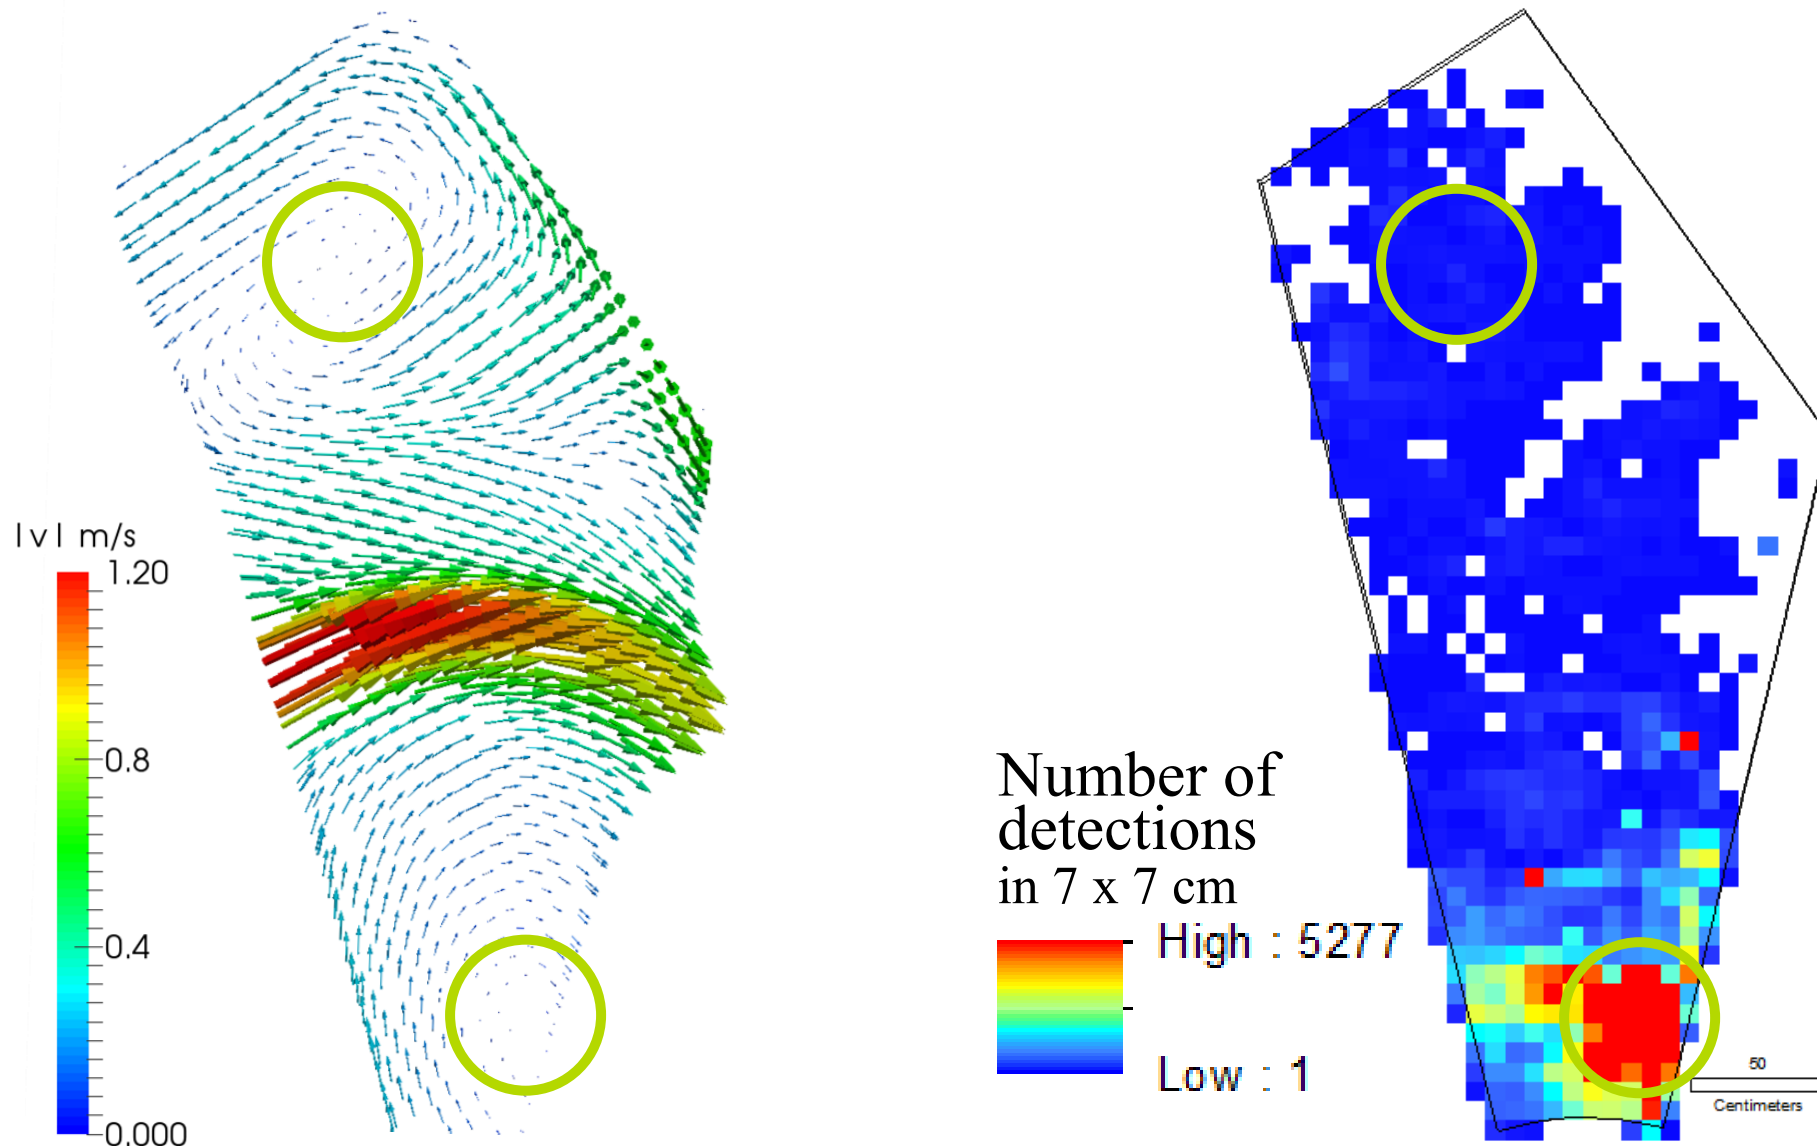 |v| m/s
1.20
0.8
0.4
0.000
Number of
detections
in 7 x 7 cm
High : 5277
Low : 1
50
Centimeters